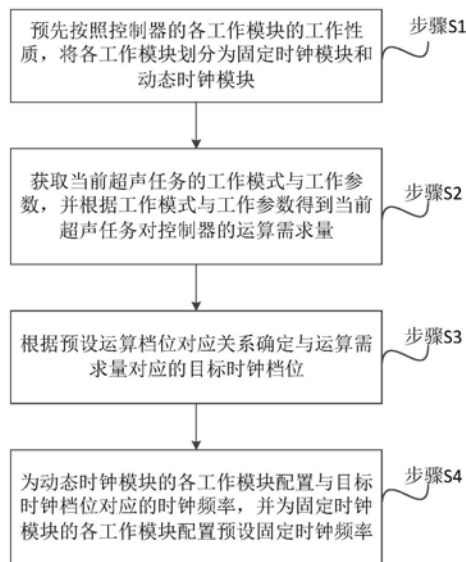 预先按照控制器的各工作模块的工作性
质，将各工作模块划分为固定时钟模块和
动态时钟模块
步骤S1
获取当前超声任务的工作模式与工作参
数，并根据工作模式与工作参数得到当前
超声任务对控制器的运算需求量
步骤S2
根据预设运算档位对应关系确定与运算需
求量对应的目标时钟档位
步骤S3
为动态时钟模块的各工作模块配置与目标
时钟档位对应的时钟频率，并为固定时钟
模块的各工作模块配置预设固定时钟频率
步骤S4